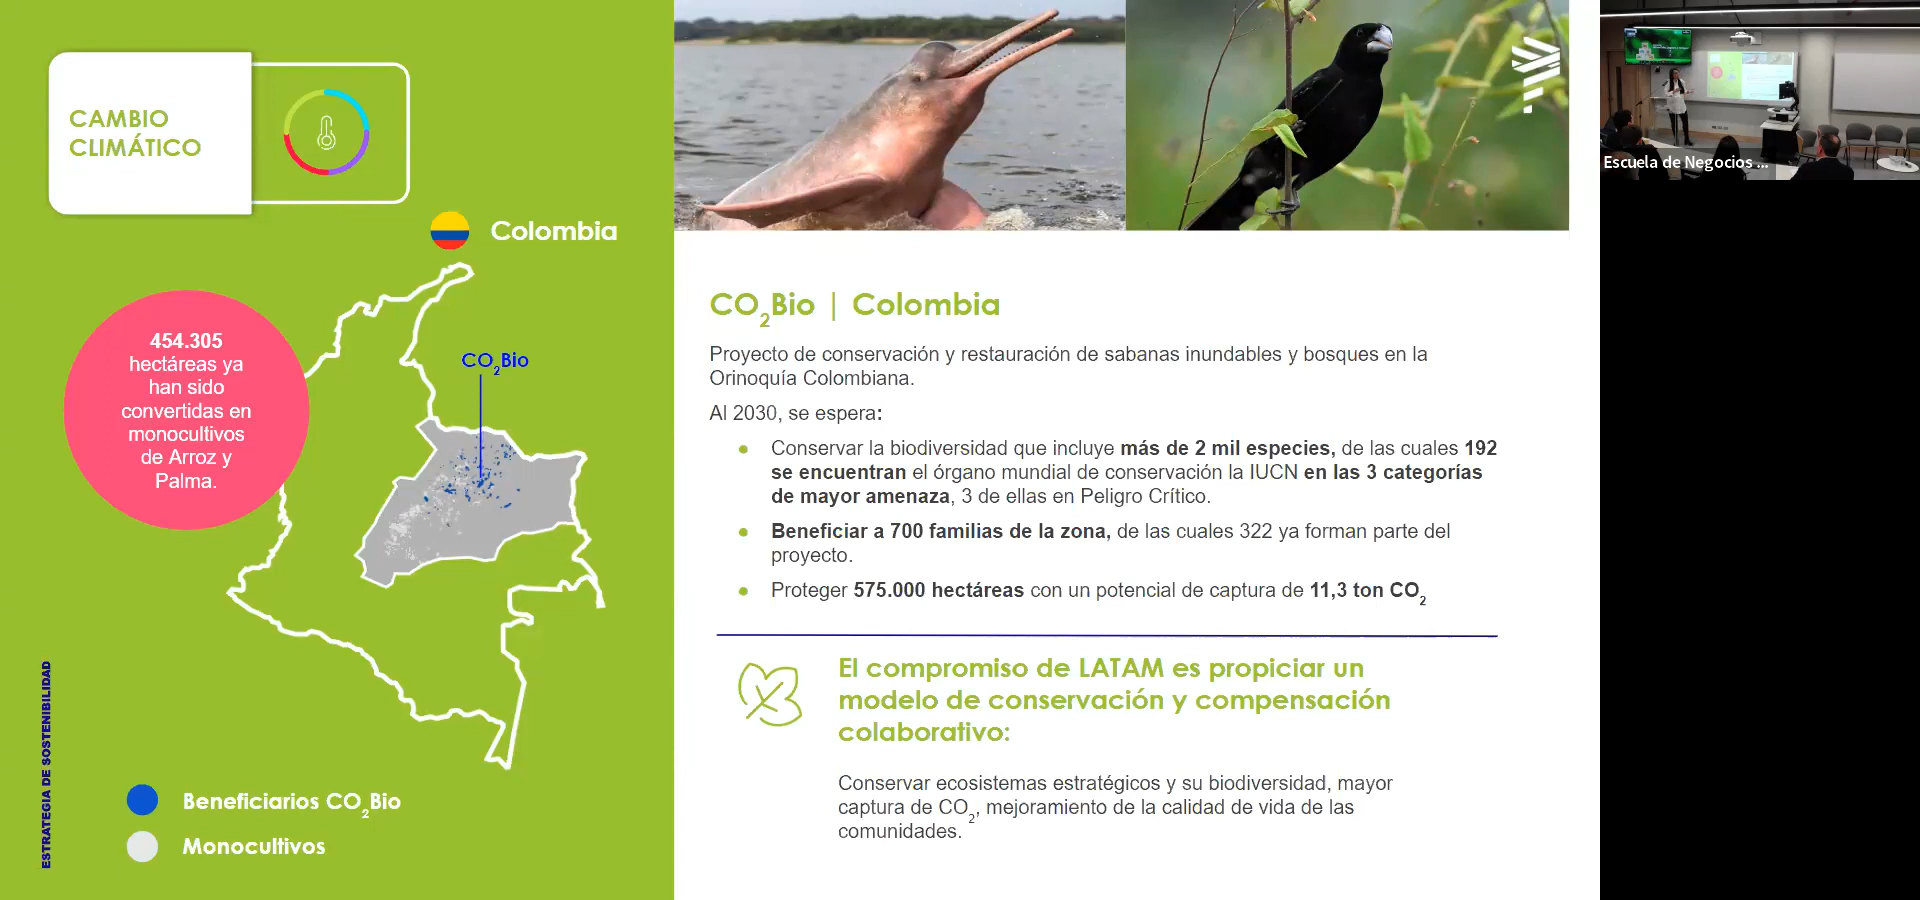 CAMBIO
CLIMÁTICO
Colombia
454.305
hectáreas ya
han sido
convertidas en
monocultivos
de Arroz y
Palma.
CO2Bio
Beneficiarios CO2Bio
Monocultivos
ESTRATEGIA DE SOSTENIBILIDAD
CO2Bio | Colombia
Proyecto de conservación y restauración de sabanas inundables y bosques en la
Orinoquía Colombiana.
Al 2030, se espera:
Conservar la biodiversidad que incluye más de 2 mil especies, de las cuales 192
se encuentran el órgano mundial de conservación la IUCN en las 3 categorías
de mayor amenaza, 3 de ellas en Peligro Crítico.
Beneficiar a 700 familias de la zona, de las cuales 322 ya forman parte del
proyecto.
Proteger 575.000 hectáreas con un potencial de captura de 11,3 ton CO2
El compromiso de LATAM es propiciar un
modelo de conservación y compensación
colaborativo:
Conservar ecosistemas estratégicos y su biodiversidad, mayor
captura de CO2, mejoramiento de la calidad de vida de las
comunidades.
Escuela de Negocios ...